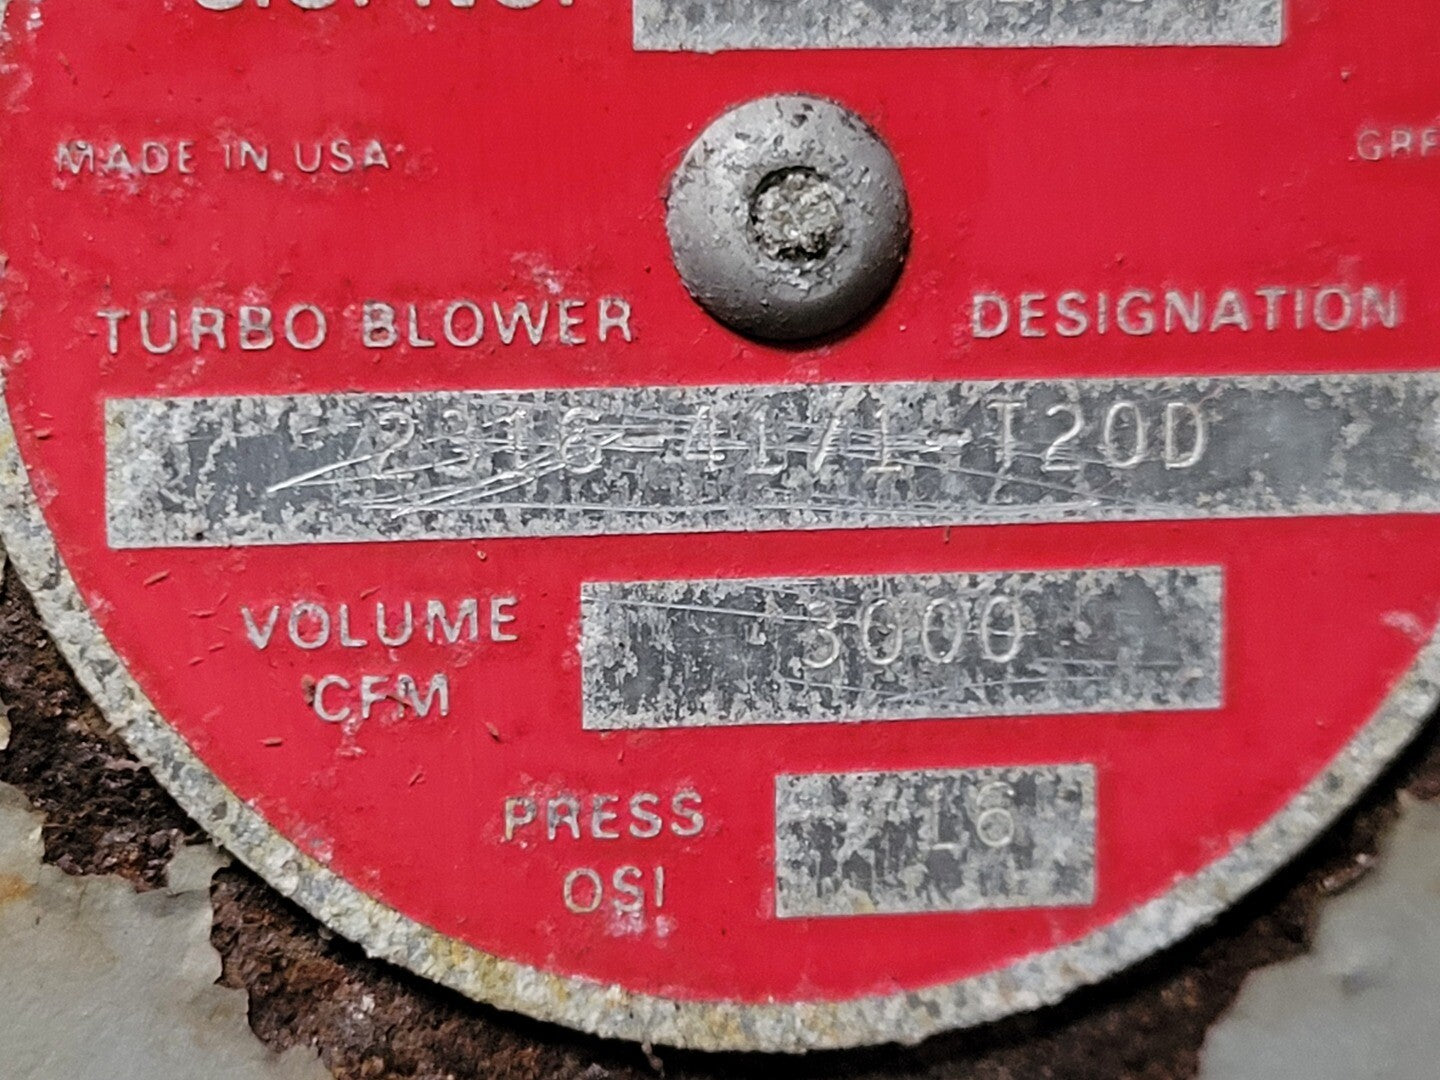 MADE IN USA
TURBO BLOWER DESIGNATION
2316-41/1-T20D
VOLUME
CFM
3000
PRESS
OSI
16